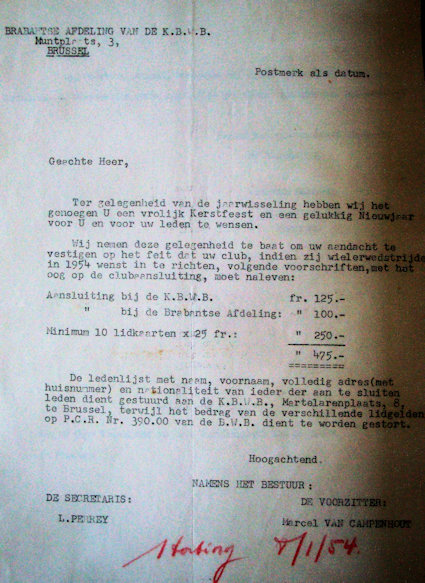 BRABANTSE AFDELING VAN DE K.B.W.B.
Muntplaats, 3,
BRUSSEL
Postmerk als datum.
Geachte Heer,
Ter gelegenheid van de jaarwisseling hebben wij het
genoegen U een vrolijk Kerstfeest en een gelukkig Nieuwjaar
voor U en voor uw leden te wensen.
Wij nemen deze gelegenheid te baat om uw aandacht te
vestigen op het feit dat uw club, indien zij wielerwedstrijde
in 1954 wenst in te richten, volgende voorschriften,met het
oog op de clubaansluiting, moet naleven:
Aansluiting bij de K.B.W.B. fr. 125.-
" bij de Brabantse Afdeling: " 100.-
Minimum 10 lidkaarten x 25 fr.: " 250.-
" 475.-
=========
De ledenlijst met naam, voornaam, volledig adres(met
huisnummer) en nationaliteit van ieder der aan te sluiten
leden dient gestuurd aan de K.B.W.B., Martelarenplaats, 8,
te Brussel, terwijl het bedrag van de verschillende lidgelden
op P.C.R. Nr. 390.00 van de B.W.B. dient te worden gestort.
Hoogachtend.
NAMENS HET BESTUUR:
DE SECRETARIS: DE VOORZITTER:
L. Marcel VAN CAMPENHOUT
/1/54.